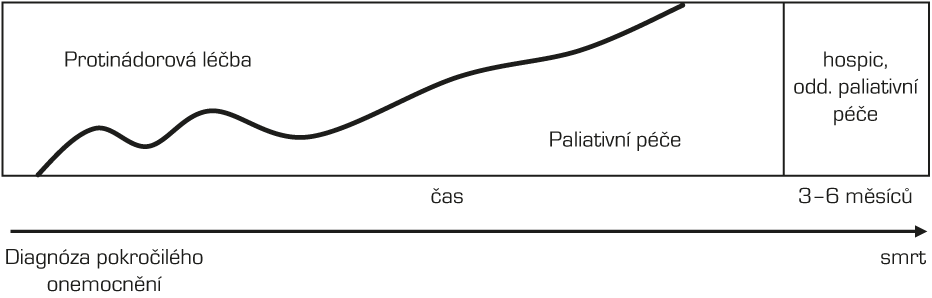 Protinádorová léčba
hospic,
odd. paliativní
péče
Paliativní péče
čas
3–6 měsíců
Diagnóza pokročilého
onemocnění
smrt